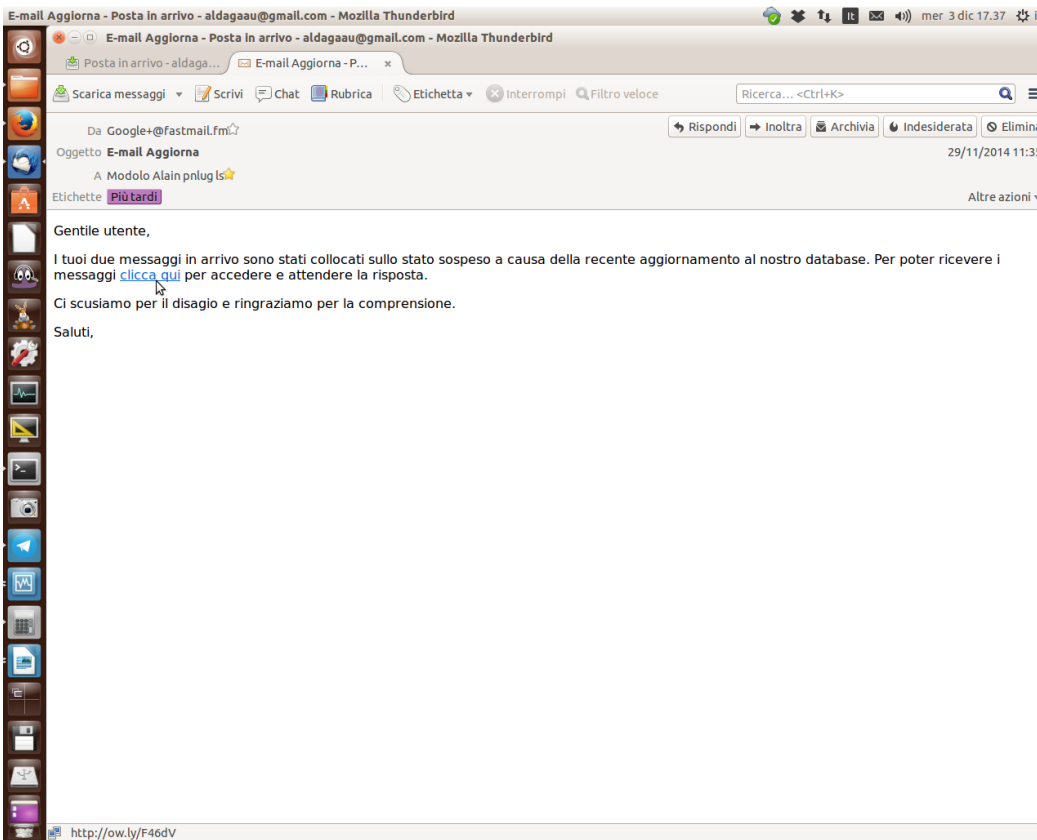 E-mail Aggiorna - Posta in arrivo - aldagaau@gmail.com - Mozilla Thunderbird
It
mer 3 dic 17.37
E-mail Aggiorna - Posta in arrivo - aldagaau@gmail.com - Mozilla Thunderbird
Posta in arrivo - aldaga... E-mail Aggiorna - P... ×
Scarica messaggi Scrivi Chat Rubrica Etichetta Interrompi Filtro veloce Ricerca... <Ctrl+K>
Da Google+@fastmail.fm Rispondi Inoltra Archivia Indesiderata Elimina
Oggetto E-mail Aggiorna 29/11/2014 11:35
A Modolo Alain pnlug ls
Etichette Più tardi Altre azioni
Gentile utente,
I tuoi due messaggi in arrivo sono stati collocati sullo stato sospeso a causa della recente aggiornamento al nostro database. Per poter ricevere i
messaggi clicca qui per accedere e attendere la risposta.
Ci scusiamo per il disagio e ringraziamo per la comprensione.
Saluti,
http://ow.ly/F46dV